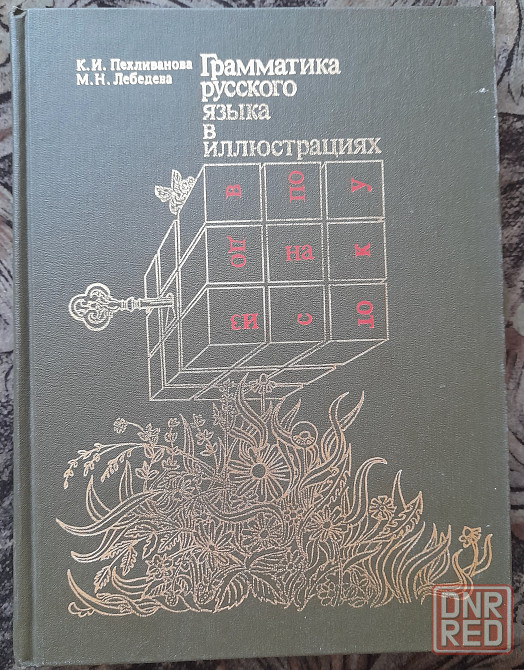 К. И. Пехливанова
М. Н. Лебедева
Грамматика
русского
языка
в
иллюстрациях
в по у
до на к
из с от
DNR
RED